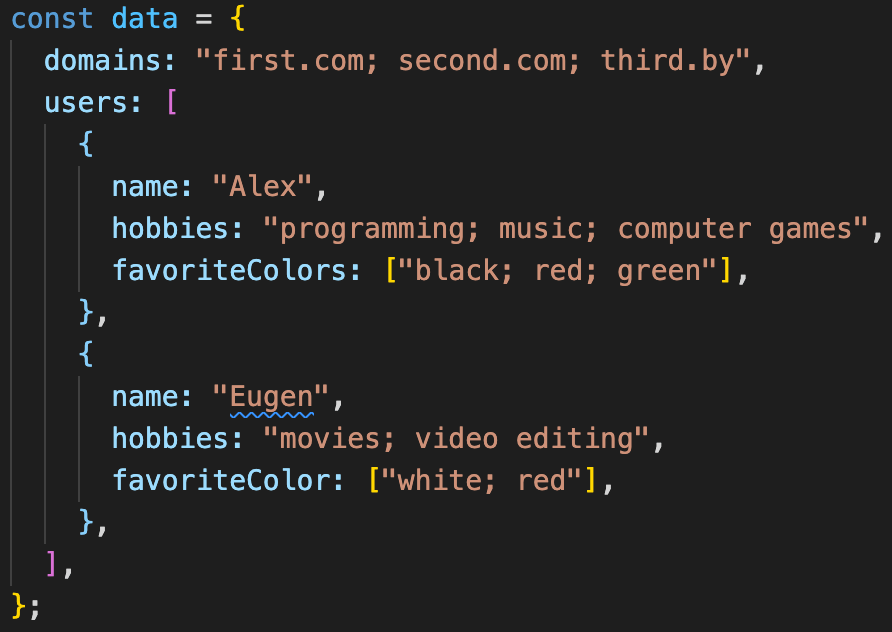 const data = {
domains: "first.com; second.com; third.by",
users: [
{
name: "Alex",
hobbies: "programming; music; computer games",
favoriteColors: ["black; red; green"],
},
{
name: "Eugen",
hobbies: "movies; video editing",
favoriteColor: ["white; red"],
},
],
};